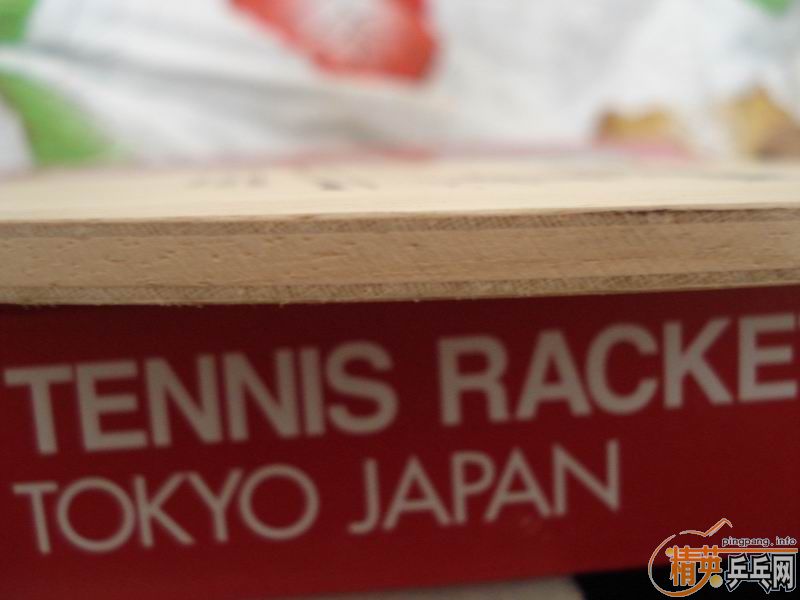 TENNIS RACKE
TOKYO JAPAN
pingpang.info
精英乒乓网